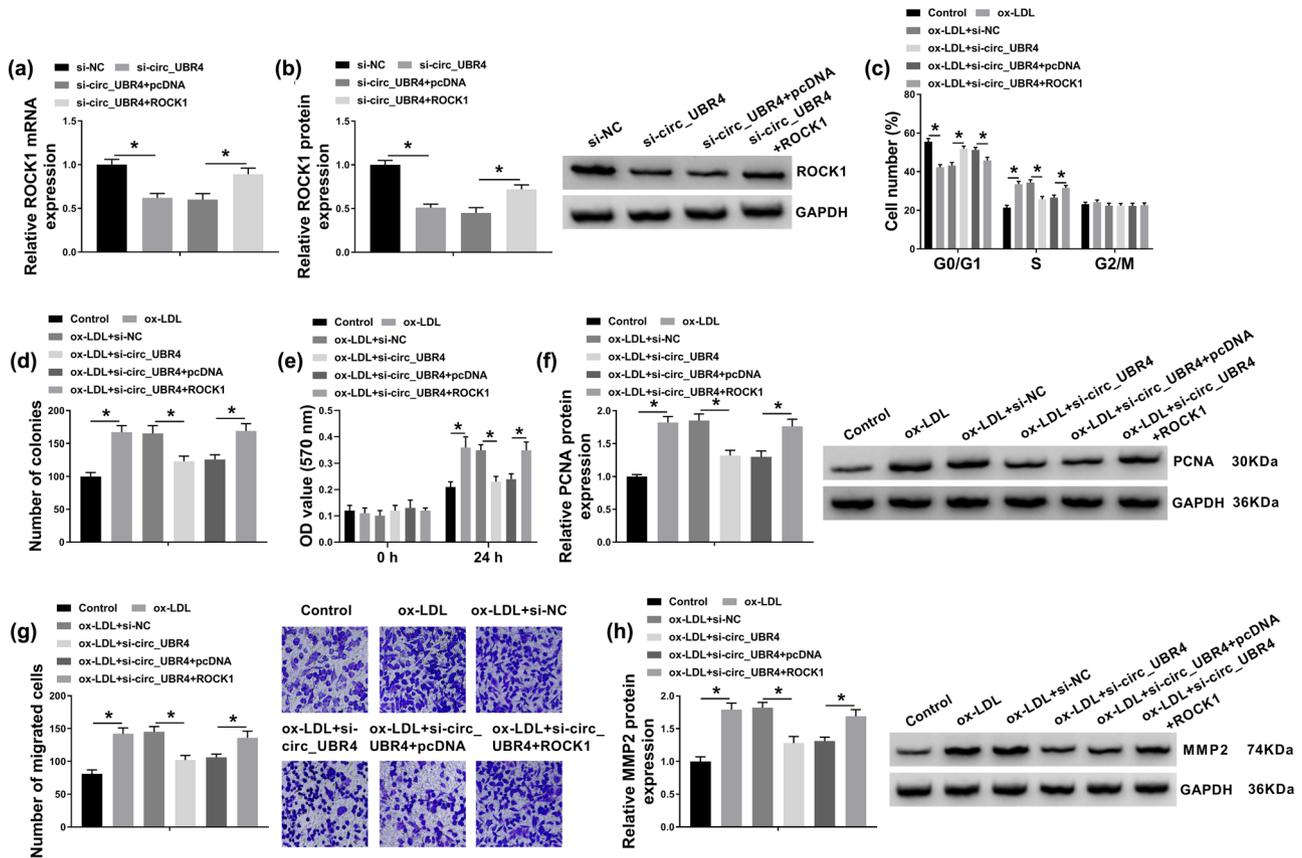 (a)
si-NC si-circ_UBR4
si-circ_UBR4+pcDNA
si-circ_UBR4+ROCK1
Relative ROCK1 mRNA
expression
1.5
1.0
0.5
0.0
*
*
(b)
si-NC si-circ_UBR4
si-circ_UBR4+pcDNA
si-circ_UBR4+ROCK1
Relative ROCK1 protein
expression
1.5
1.0
0.5
0.0
*
*
si-NC
si-circ_UBR4
si-circ_UBR4+pcDNA
si-circ_UBR4
+ROCK1
ROCK1
GAPDH
(c)
Control ox-LDL
ox-LDL+si-NC
ox-LDL+si-circ_UBR4
ox-LDL+si-circ_UBR4+pcDNA
ox-LDL+si-circ_UBR4+ROCK1
Cell number (%)
80
60
40
20
0
* * *
* * *
G0/G1 S G2/M
(d)
Control ox-LDL
ox-LDL+si-NC
ox-LDL+si-circ_UBR4
ox-LDL+si-circ_UBR4+pcDNA
ox-LDL+si-circ_UBR4+ROCK1
Number of colonies
200
150
100
50
0
* * *
(e)
Control ox-LDL
ox-LDL+si-NC
ox-LDL+si-circ_UBR4
ox-LDL+si-circ_UBR4+pcDNA
ox-LDL+si-circ_UBR4+ROCK1
OD value (570 nm)
0.5
0.4
0.3
0.2
0.1
0.0
* * *
0 h 24 h
(f)
Control ox-LDL
ox-LDL+si-NC
ox-LDL+si-circ_UBR4
ox-LDL+si-circ_UBR4+pcDNA
ox-LDL+si-circ_UBR4+ROCK1
Relative PCNA protein
expression
2.0
1.5
1.0
0.5
0.0
* * *
Control
ox-LDL
ox-LDL+si-NC
ox-LDL+si-circ_UBR4
ox-LDL+si-circ_UBR4+pcDNA
ox-LDL+si-circ_UBR4
+ROCK1
PCNA 30KDa
GAPDH 36KDa
(g)
Control ox-LDL
ox-LDL+si-NC
ox-LDL+si-circ_UBR4
ox-LDL+si-circ_UBR4+pcDNA
ox-LDL+si-circ_UBR4+ROCK1
Number of migrated cells
200
150
100
50
0
* * *
Control ox-LDL ox-LDL+si-NC
ox-LDL+si- ox-LDL+si-circ_ ox-LDL+si-circ_
circ_UBR4 UBR4+pcDNA UBR4+ROCK1
(h)
Control ox-LDL
ox-LDL+si-NC
ox-LDL+si-circ_UBR4
ox-LDL+si-circ_UBR4+pcDNA
ox-LDL+si-circ_UBR4+ROCK1
Relative MMP2 protein
expression
2.0
1.5
1.0
0.5
0.0
* * *
Control
ox-LDL
ox-LDL+si-NC
ox-LDL+si-circ_UBR4
ox-LDL+si-circ_UBR4+pcDNA
ox-LDL+si-circ_UBR4
+ROCK1
MMP2 74KDa
GAPDH 36KDa